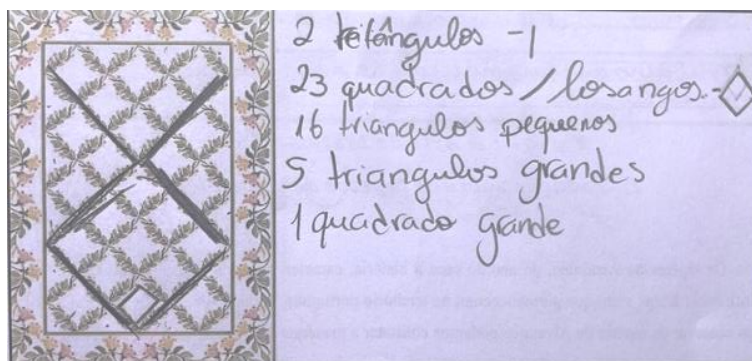 2 retângulos -1
23 quadrados / losangos -
16 triangulos pequenos
5 triangulos grandes
1 quadrado grande